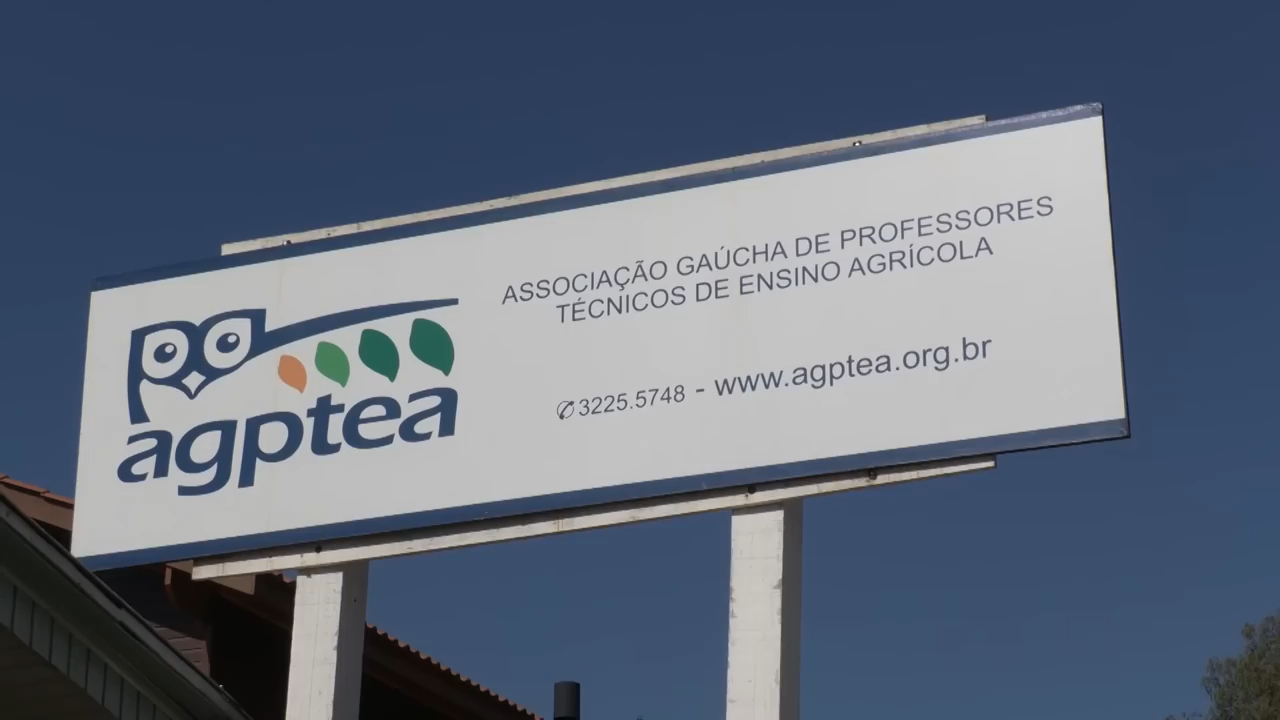 agptea
ASSOCIAÇÃO GAÚCHA DE PROFESSORES
TÉCNICOS DE ENSINO AGRÍCOLA
✆3225.5748 - www.agptea.org.br